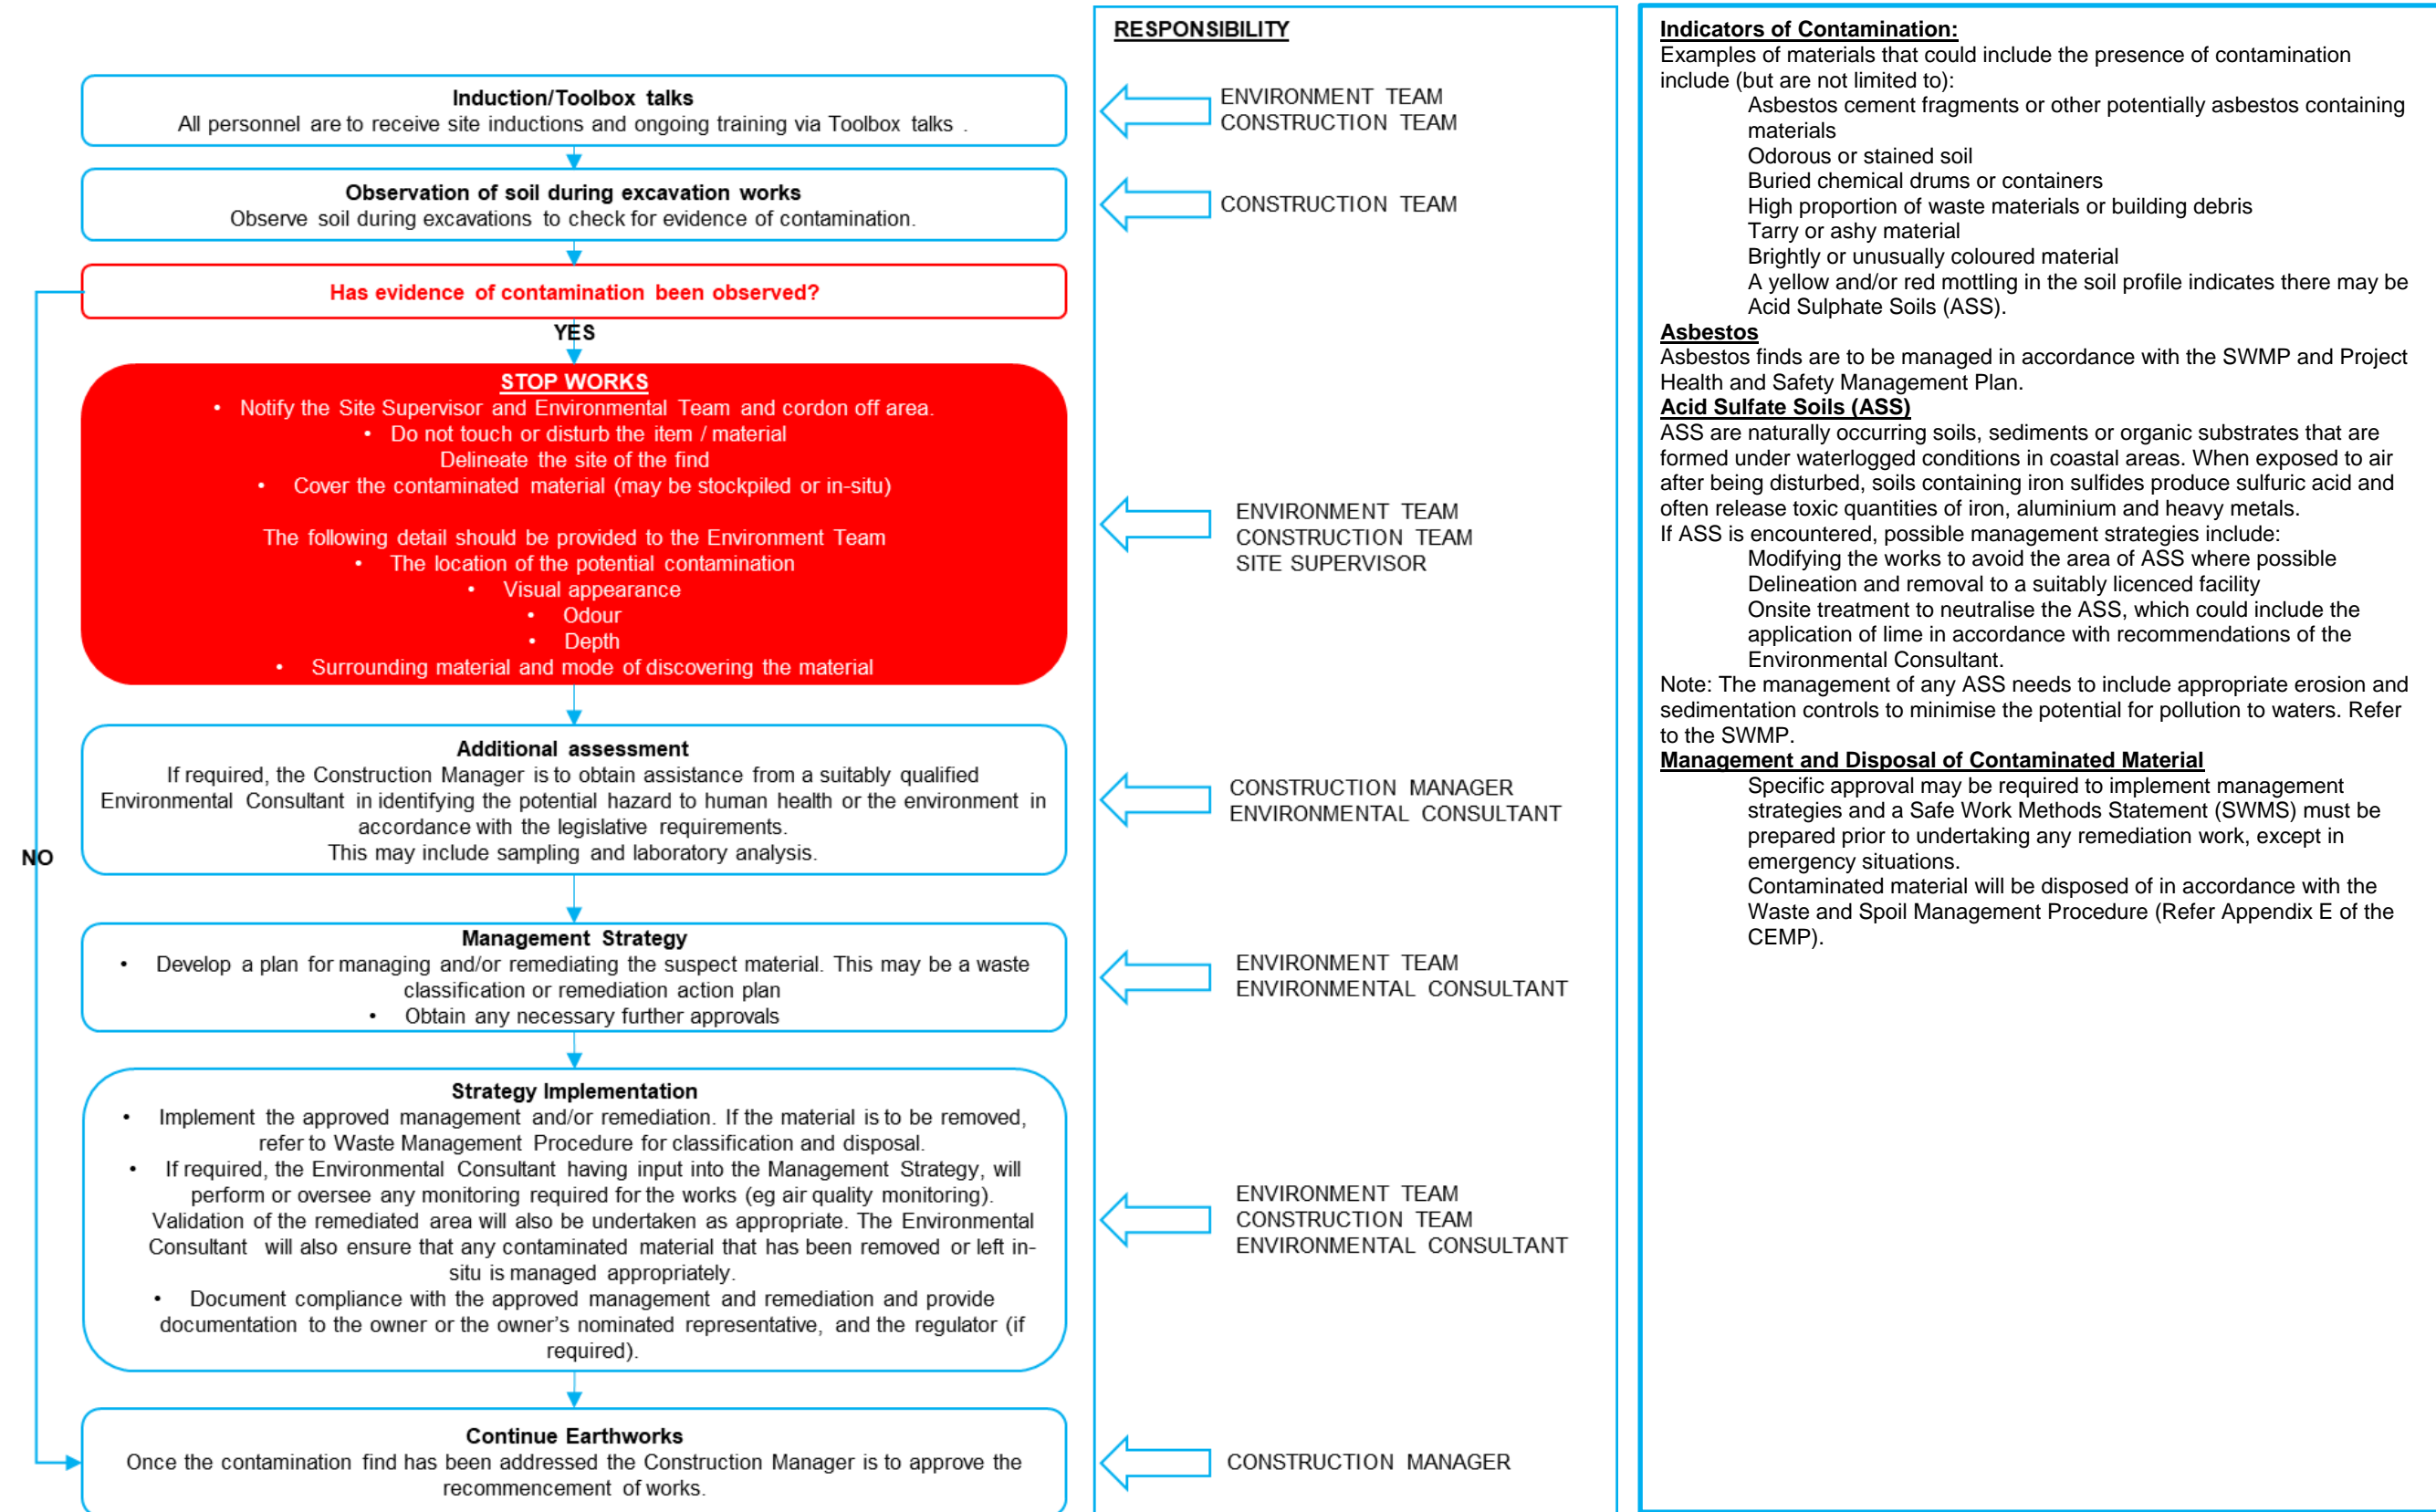 Induction/Toolbox talks
All personnel are to receive site inductions and ongoing training via Toolbox talks .
Observation of soil during excavation works
Observe soil during excavations to check for evidence of contamination.
Has evidence of contamination been observed?
YES
STOP WORKS
• Notify the Site Supervisor and Environmental Team and cordon off area.
• Do not touch or disturb the item / material
Delineate the site of the find
• Cover the contaminated material (may be stockpiled or in-situ)
The following detail should be provided to the Environment Team
• The location of the potential contamination
• Visual appearance
• Odour
• Depth
• Surrounding material and mode of discovering the material
Additional assessment
If required, the Construction Manager is to obtain assistance from a suitably qualified
Environmental Consultant in identifying the potential hazard to human health or the environment in
accordance with the legislative requirements.
This may include sampling and laboratory analysis.
NO
Management Strategy
• Develop a plan for managing and/or remediating the suspect material. This may be a waste
classification or remediation action plan
• Obtain any necessary further approvals
Strategy Implementation
• Implement the approved management and/or remediation. If the material is to be removed,
refer to Waste Management Procedure for classification and disposal.
• If required, the Environmental Consultant having input into the Management Strategy, will
perform or oversee any monitoring required for the works (eg air quality monitoring).
Validation of the remediated area will also be undertaken as appropriate. The Environmental
Consultant will also ensure that any contaminated material that has been removed or left in-
situ is managed appropriately.
• Document compliance with the approved management and remediation and provide
documentation to the owner or the owner's nominated representative, and the regulator (if
required).
Continue Earthworks
Once the contamination find has been addressed the Construction Manager is to approve the
recommencement of works.
RESPONSIBILITY
ENVIRONMENT TEAM
CONSTRUCTION TEAM
CONSTRUCTION TEAM
ENVIRONMENT TEAM
CONSTRUCTION TEAM
SITE SUPERVISOR
CONSTRUCTION MANAGER
ENVIRONMENTAL CONSULTANT
ENVIRONMENT TEAM
ENVIRONMENTAL CONSULTANT
ENVIRONMENT TEAM
CONSTRUCTION TEAM
ENVIRONMENTAL CONSULTANT
CONSTRUCTION MANAGER
Indicators of Contamination:
Examples of materials that could include the presence of contamination
include (but are not limited to):
Asbestos cement fragments or other potentially asbestos containing
materials
Odorous or stained soil
Buried chemical drums or containers
High proportion of waste materials or building debris
Tarry or ashy material
Brightly or unusually coloured material
A yellow and/or red mottling in the soil profile indicates there may be
Acid Sulphate Soils (ASS).
Asbestos
Asbestos finds are to be managed in accordance with the SWMP and Project
Health and Safety Management Plan.
Acid Sulfate Soils (ASS)
ASS are naturally occurring soils, sediments or organic substrates that are
formed under waterlogged conditions in coastal areas. When exposed to air
after being disturbed, soils containing iron sulfides produce sulfuric acid and
often release toxic quantities of iron, aluminium and heavy metals.
If ASS is encountered, possible management strategies include:
Modifying the works to avoid the area of ASS where possible
Delineation and removal to a suitably licenced facility
Onsite treatment to neutralise the ASS, which could include the
application of lime in accordance with recommendations of the
Environmental Consultant.
Note: The management of any ASS needs to include appropriate erosion and
sedimentation controls to minimise the potential for pollution to waters. Refer
to the SWMP.
Management and Disposal of Contaminated Material
Specific approval may be required to implement management
strategies and a Safe Work Methods Statement (SWMS) must be
prepared prior to undertaking any remediation work, except in
emergency situations.
Contaminated material will be disposed of in accordance with the
Waste and Spoil Management Procedure (Refer Appendix E of the
CEMP).